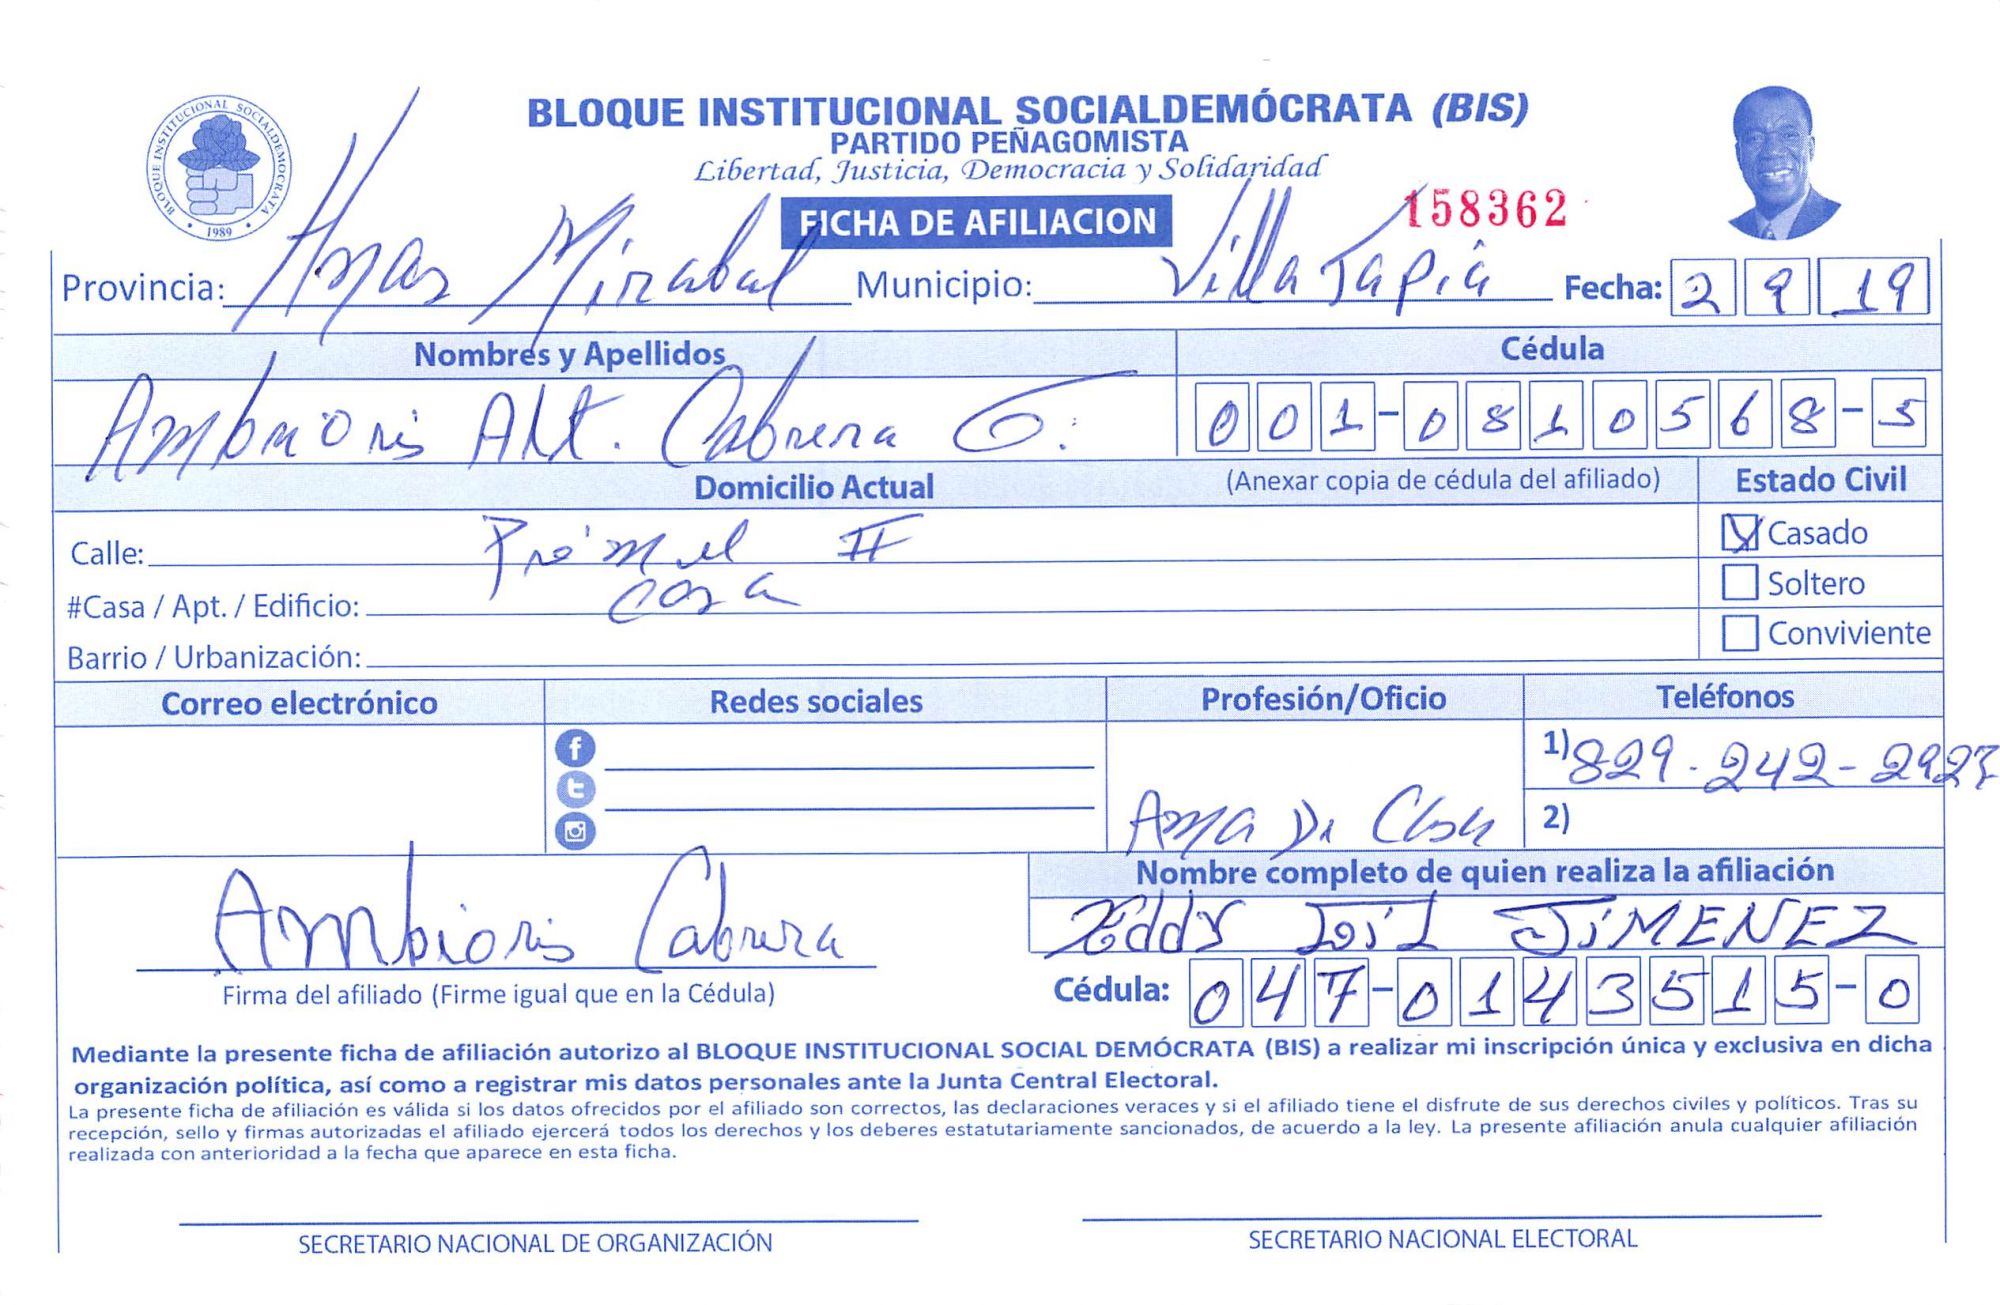 BLOQUE INSTITUCIONAL SOCIALDEMOCRATA
1989
BLOQUE INSTITUCIONAL SOCIALDEMÓCRATA (BIS)
PARTIDO PEÑAGOMISTA
Libertad, Justicia, Democracia y Solidaridad
FICHA DE AFILIACION
158362
Provincia: Hnas Mirabal Municipio: Villa Tapia Fecha: 2 9 19
Nombres y Apellidos Cédula
Ambrioris Alt. Cabrera G. 001-0810568-5
Domicilio Actual (Anexar copia de cédula del afiliado) Estado Civil
Calle: II Casado
#Casa / Apt. / Edificio: casa Soltero
Barrio / Urbanización: Conviviente
Correo electrónico Redes sociales Profesión/Oficio Teléfonos
1) 829-242-2927
Ama De Casa 2)
Nombre completo de quien realiza la afiliación
Ambioris Cabrera Eddy JiMENEZ
Firma del afiliado (Firme igual que en la Cédula) Cédula: 047-0143515-0
Mediante la presente ficha de afiliación autorizo al BLOQUE INSTITUCIONAL SOCIAL DEMÓCRATA (BIS) a realizar mi inscripción única y exclusiva en dicha
organización política, así como a registrar mis datos personales ante la Junta Central Electoral.
La presente ficha de afiliación es válida si los datos ofrecidos por el afiliado son correctos, las declaraciones veraces y si el afiliado tiene el disfrute de sus derechos civiles y políticos. Tras su
recepción, sello y firmas autorizadas el afiliado ejercerá todos los derechos y los deberes estatutariamente sancionados, de acuerdo a la ley. La presente afiliación anula cualquier afiliación
realizada con anterioridad a la fecha que aparece en esta ficha.
SECRETARIO NACIONAL DE ORGANIZACIÓN SECRETARIO NACIONAL ELECTORAL